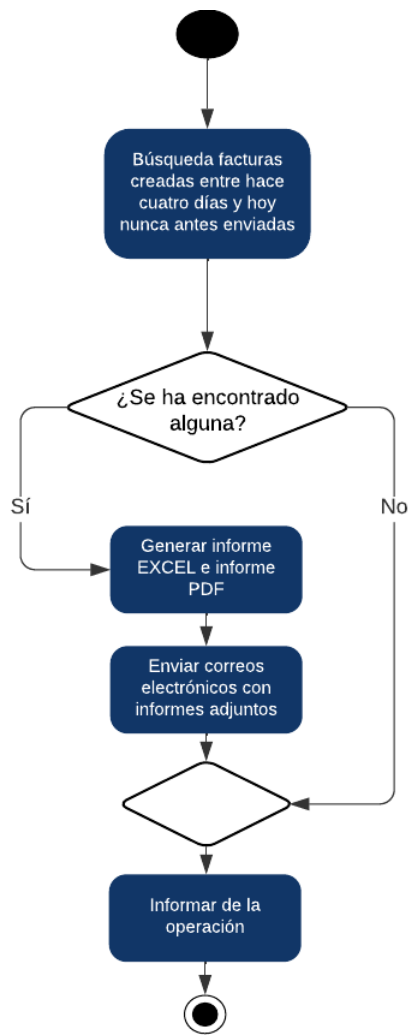 Búsqueda facturas
creadas entre hace
cuatro días y hoy
nunca antes enviadas
¿Se ha encontrado
alguna?
Sí
No
Generar informe
EXCEL e informe
PDF
Enviar correos
electrónicos con
informes adjuntos
Informar de la
operación